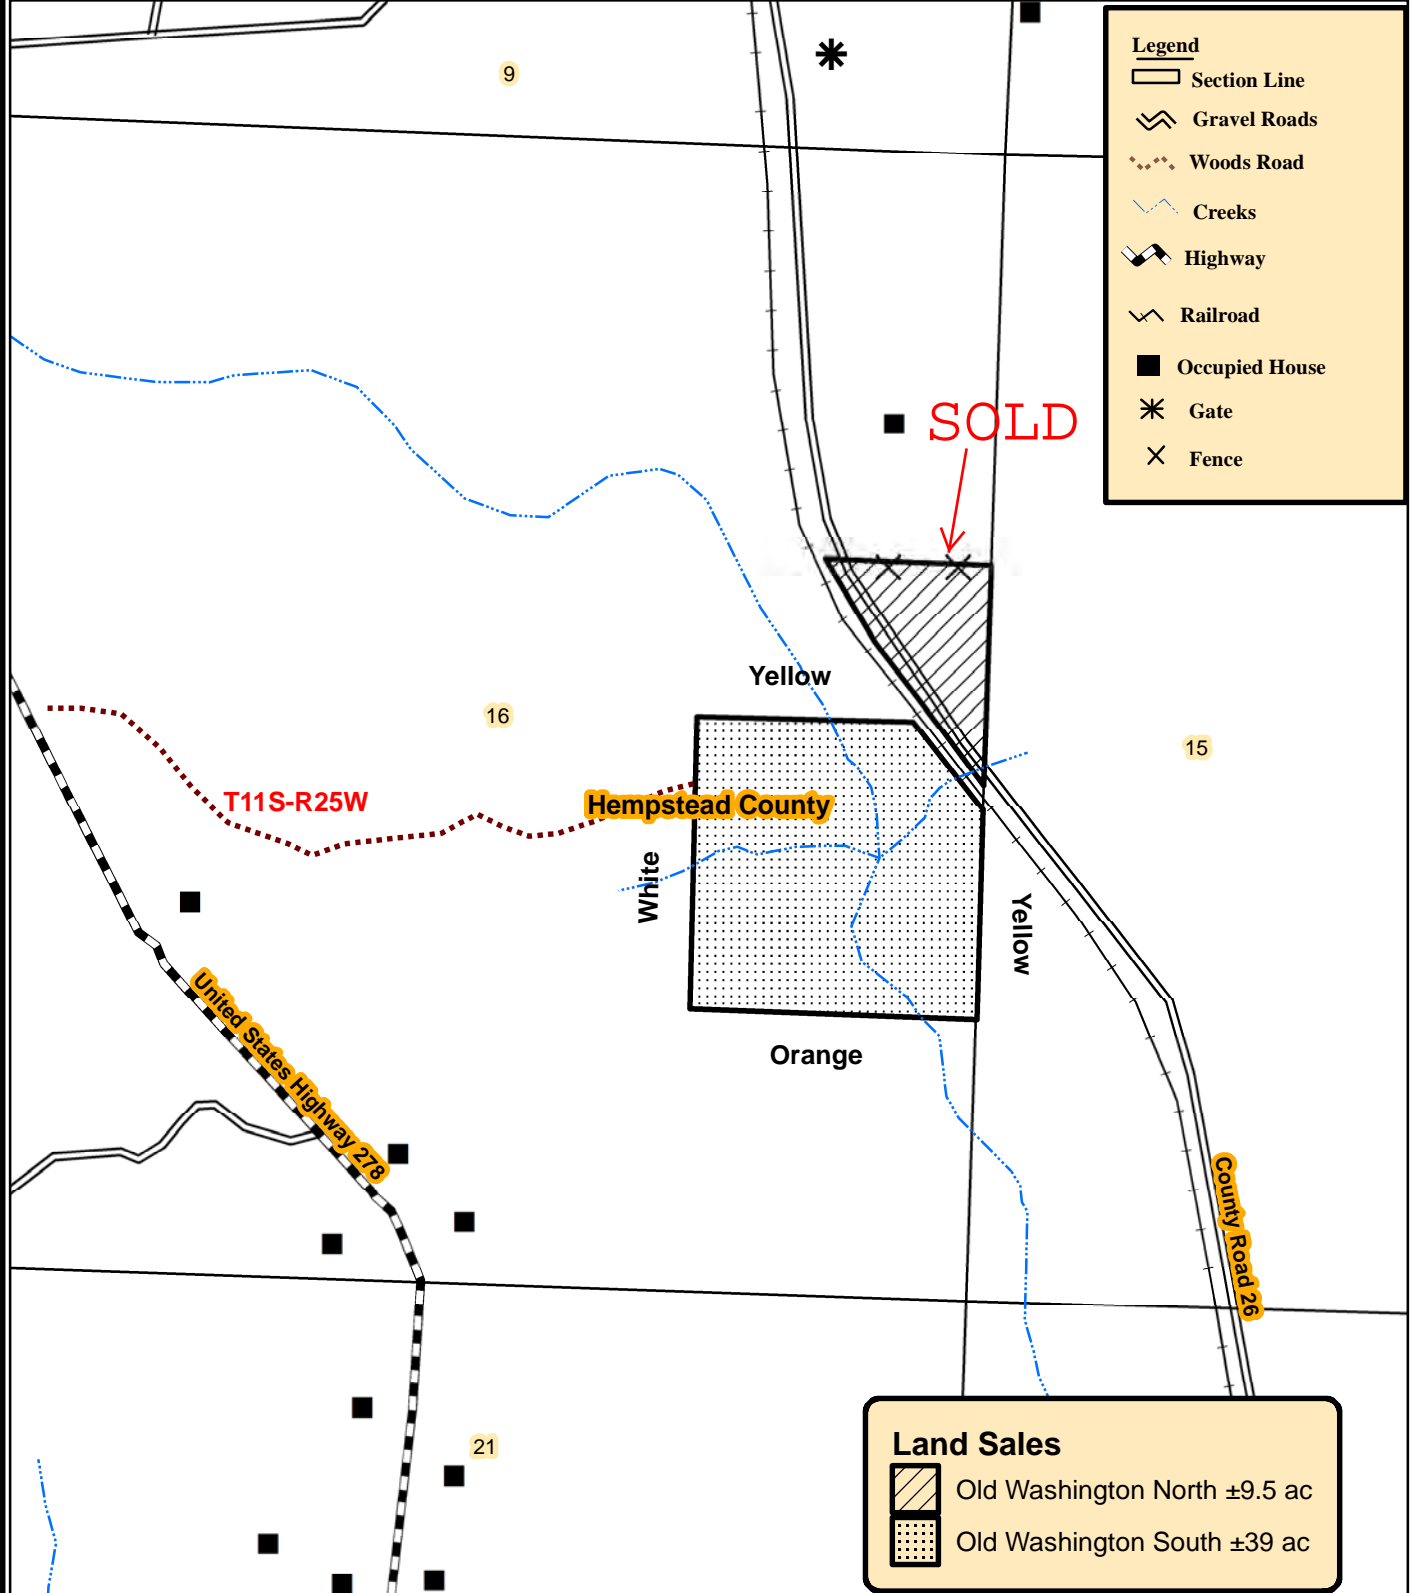 9
Legend
Section Line
Gravel Roads
Woods Road
Creeks
Highway
Railroad
Occupied House
Gate
Fence
SOLD
Yellow
16
15
T11S-R25W
Hempstead County
White
Yellow
Orange
United States Highway 278
County Road 26
21
Land Sales
Old Washington North ±9.5 ac
Old Washington South ±39 ac